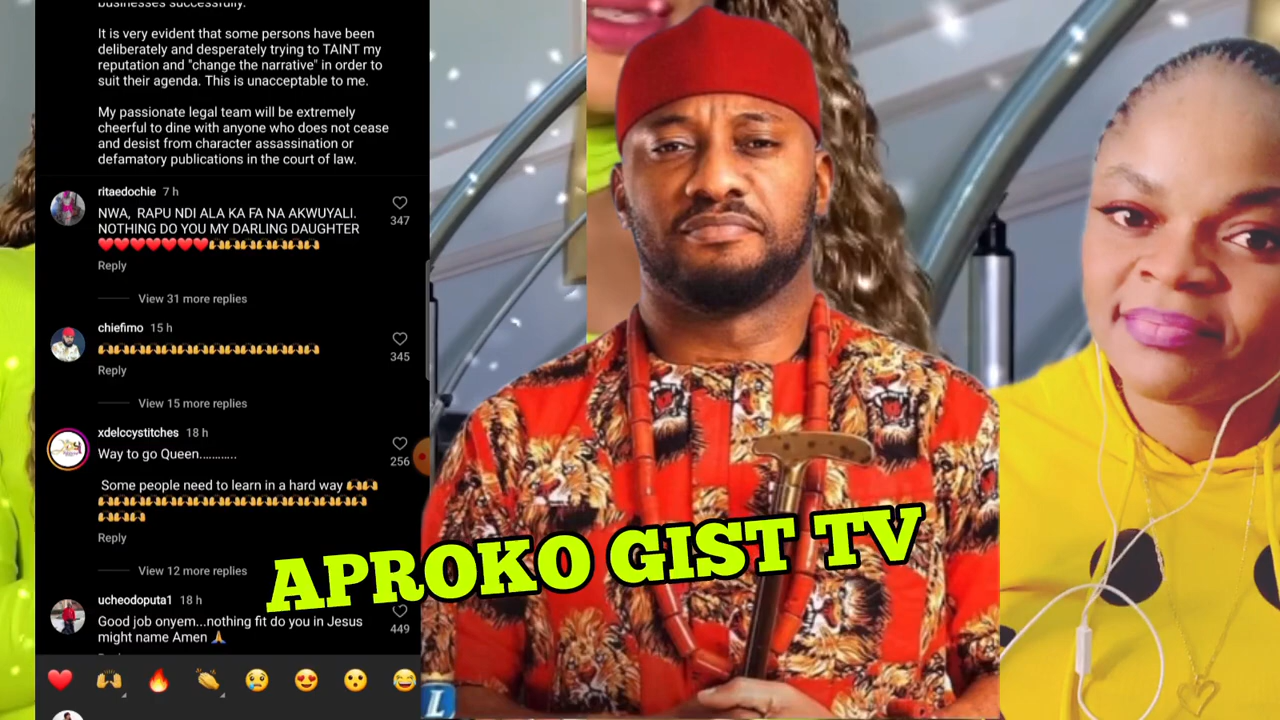 businesses successfully.
It is very evident that some persons have been
deliberately and desperately trying to TAINT my
reputation and "change the narrative" in order to
suit their agenda. This is unacceptable to me.
My passionate legal team will be extremely
cheerful to dine with anyone who does not cease
and desist from character assassination or
defamatory publications in the court of law.
ritaedochie 7 h
NWA, RAPU NDI ALA KA FA NA AKWUYALI.
NOTHING DO YOU MY DARLING DAUGHTER
❤️❤️❤️❤️❤️❤️❤️🙌🙌🙌🙌🙌🙌🙌
347
Reply
View 31 more replies
chiefimo 15 h
🙌🙌🙌🙌🙌🙌🙌🙌🙌🙌🙌🙌🙌🙌
345
Reply
View 15 more replies
xdelccystitches 18 h
Way to go Queen............
256
Some people need to learn in a hard way 🙌🙌
🙌🙌🙌🙌🙌🙌🙌🙌🙌🙌🙌🙌🙌🙌🙌🙌🙌
🙌🙌🙌
Reply
View 12 more replies
ucheodoputa1 18 h
Good job onyem...nothing fit do you in Jesus
might name Amen 🙏
449
APROKO GIST TV
L